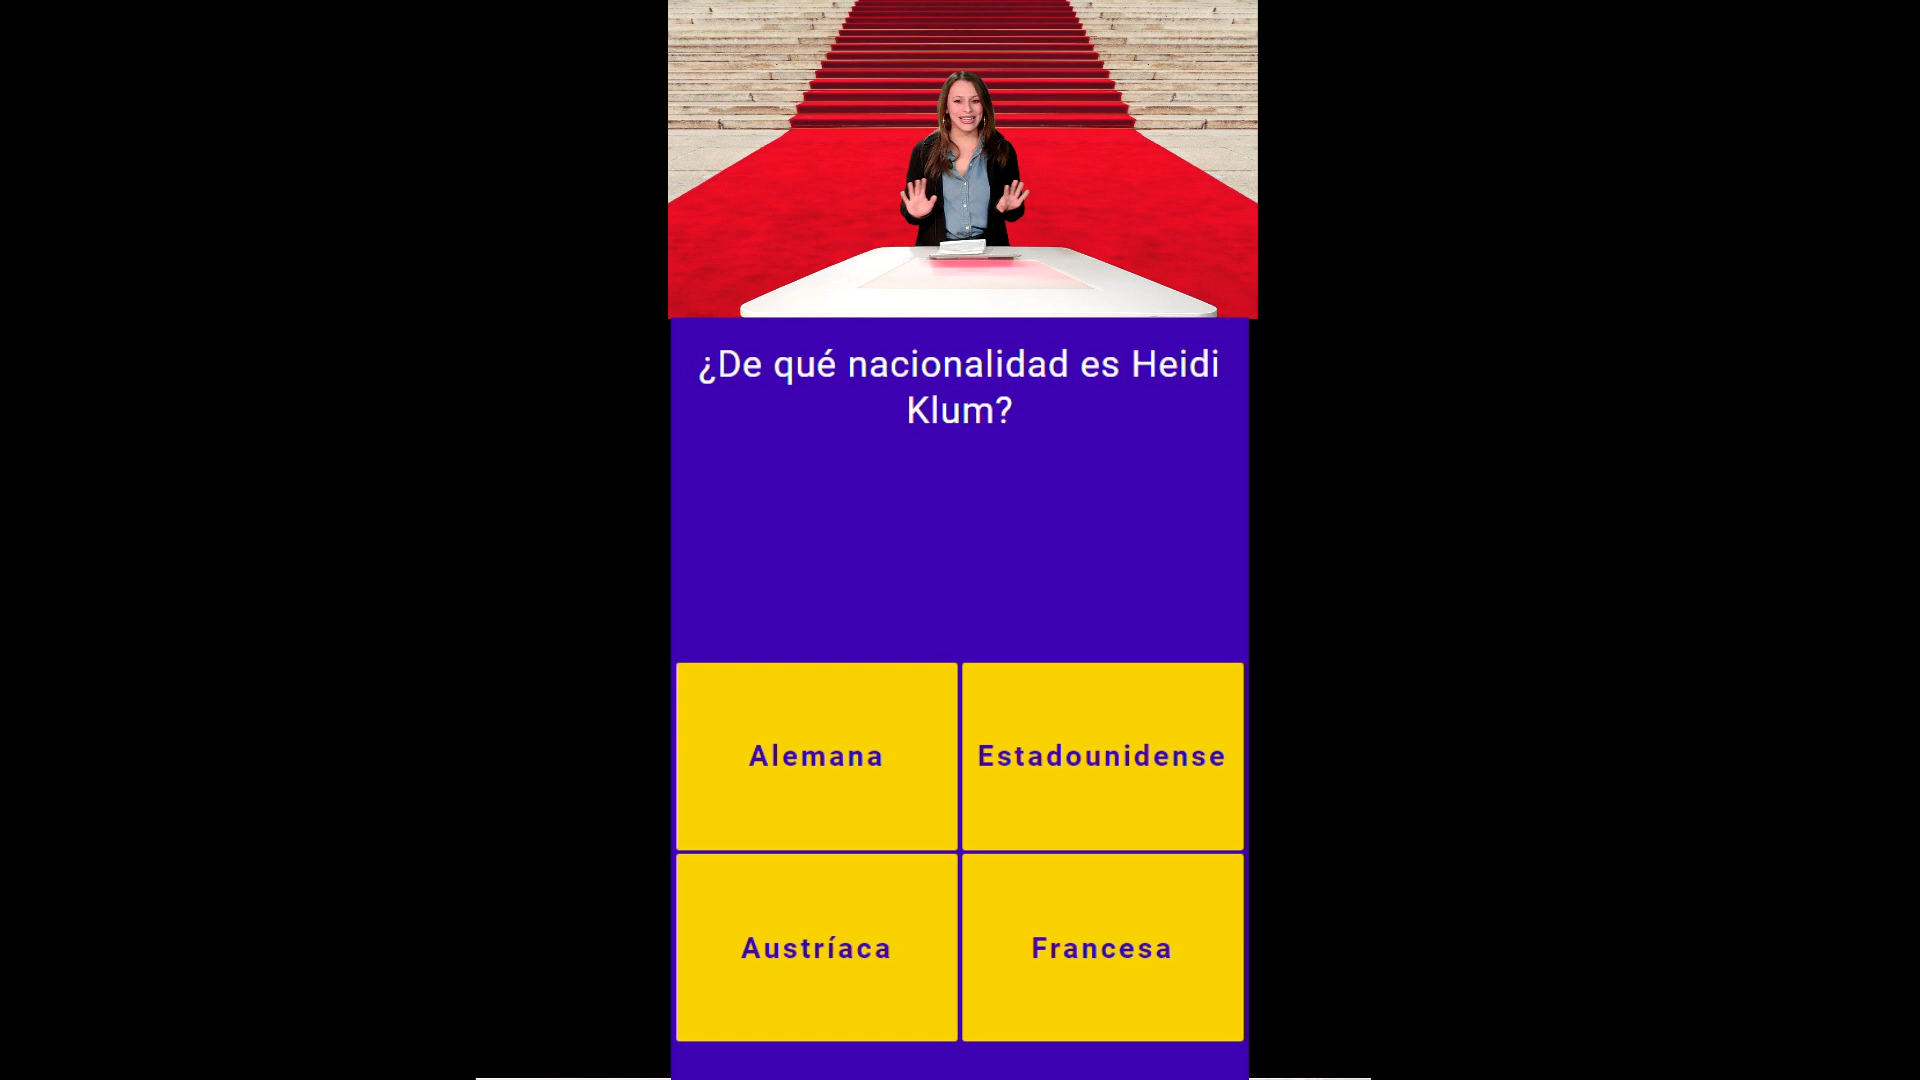 ¿De qué nacionalidad es Heidi
Klum?
Alemana
Estadounidense
Austríaca
Francesa